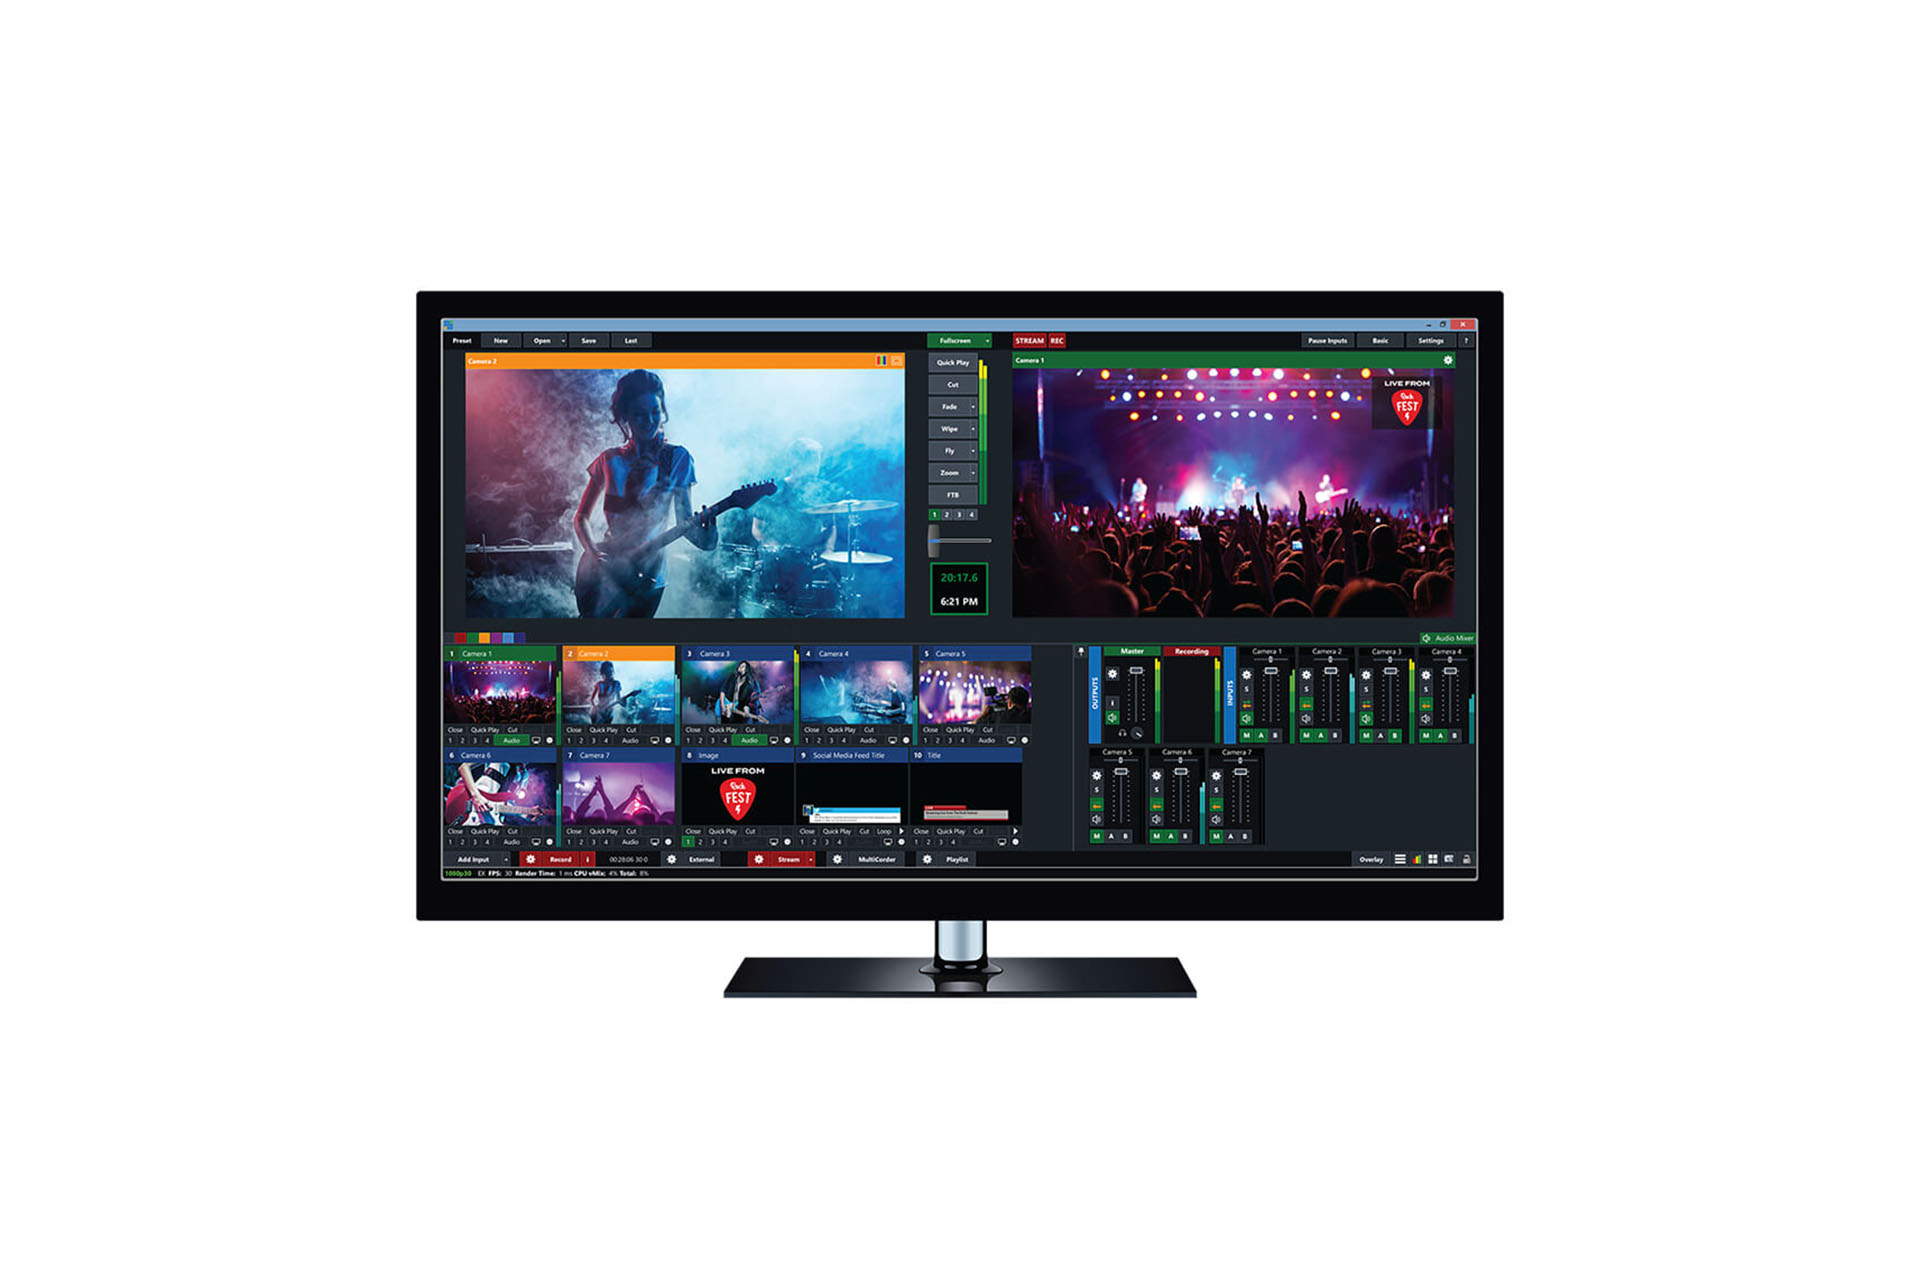 Preset New Open Save Last Fullscreen STREAM REC Pause Inputs Basic Settings ?
Camera 2
Quick Play
Cut
Fade
Wipe
Fly
Zoom
FTB
1 2 3 4
20:17.6
6:21 PM
Camera 1
LIVE FROM
Rock
FEST
4
Audio Mixer
1 Camera 1
Close Quick Play Cut
1 2 3 4 Audio
2 Camera 2
Close Quick Play Cut
1 2 3 4 Audio
3 Camera 3
Close Quick Play Cut
1 2 3 4 Audio
4 Camera 4
Close Quick Play Cut
1 2 3 4 Audio
5 Camera 5
Close Quick Play Cut
1 2 3 4 Audio
6 Camera 6
Close Quick Play Cut
1 2 3 4 Audio
7 Camera 7
Close Quick Play Cut
1 2 3 4 Audio
8 Image
LIVE FROM
Rock
FEST
4
Close Quick Play Cut
1 2 3 4
9 Social Media Feed Title
Close Quick Play Cut Loop
1 2 3 4
10 Title
Close Quick Play Cut
1 2 3 4
OUTPUTS
Master
Recording
INPUTS
Camera 1
S
M A B
Camera 2
S
M A B
Camera 3
S
M A B
Camera 4
S
M A B
Camera 5
S
M A B
Camera 6
S
M A B
Camera 7
S
M A B
Add Input Record i 00:28:06 30 0 External Stream MultiCorder Playlist Overlay
1080p30 EX FPS: 30 Render Time: 1 ms CPU vMix: 4% Total: 8%